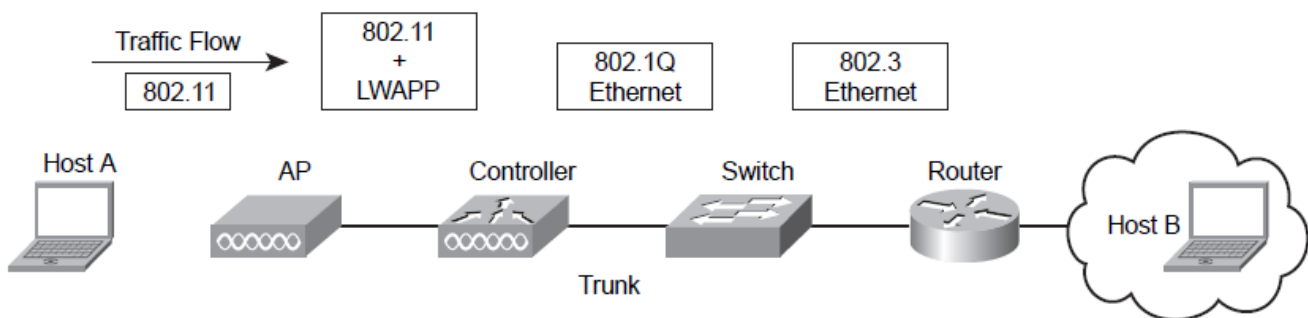 Traffic Flow
802.11
802.11
+
LWAPP
802.1Q
Ethernet
802.3
Ethernet
Host A
AP
Controller
Switch
Router
Host B
Trunk